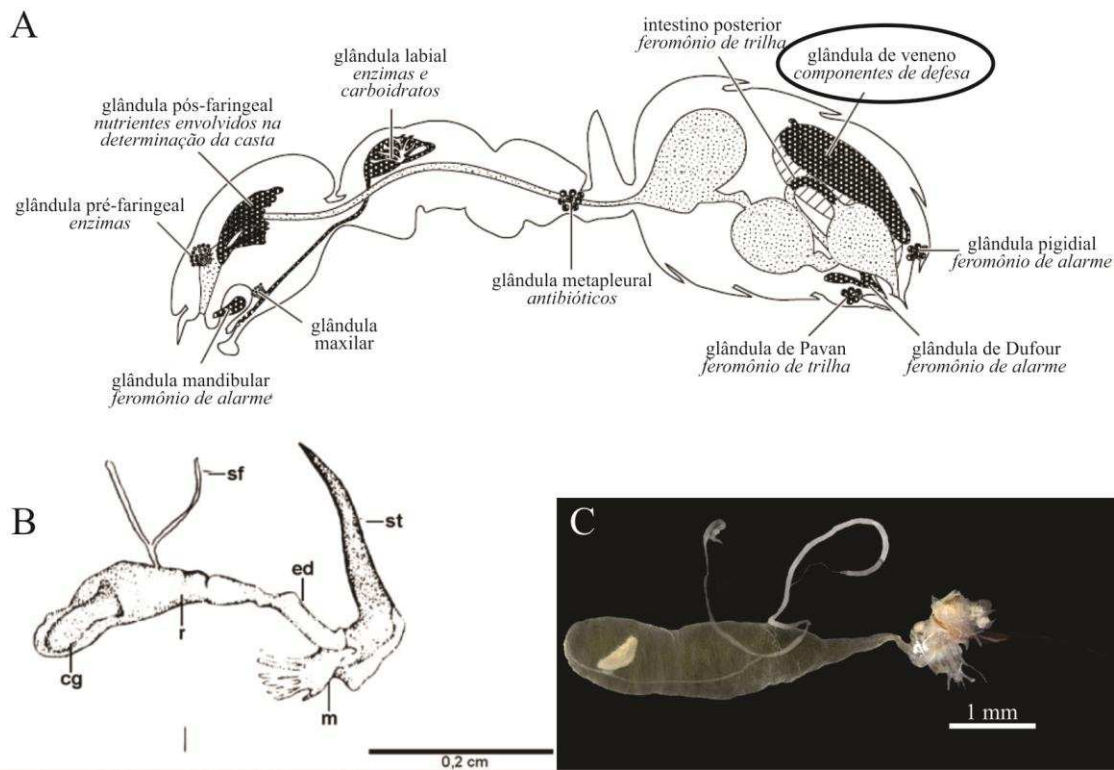 A
glândula labial
enzimas e
carboidratos
intestino posterior
feromônio de trilha
glândula de veneno
componentes de defesa
glândula pós-faringeal
nutrientes envolvidos na
determinação da casta
glândula pré-faringeal
enzimas
glândula metapleural
antibióticos
glândula pigidial
feromônio de alarme
glândula
maxilar
glândula mandibular
feromônio de alarme
glândula de Pavan
feromônio de trilha
glândula de Dufour
feromônio de alarme
B
sf
st
ed
r
cg
m
0,2 cm
C
1 mm